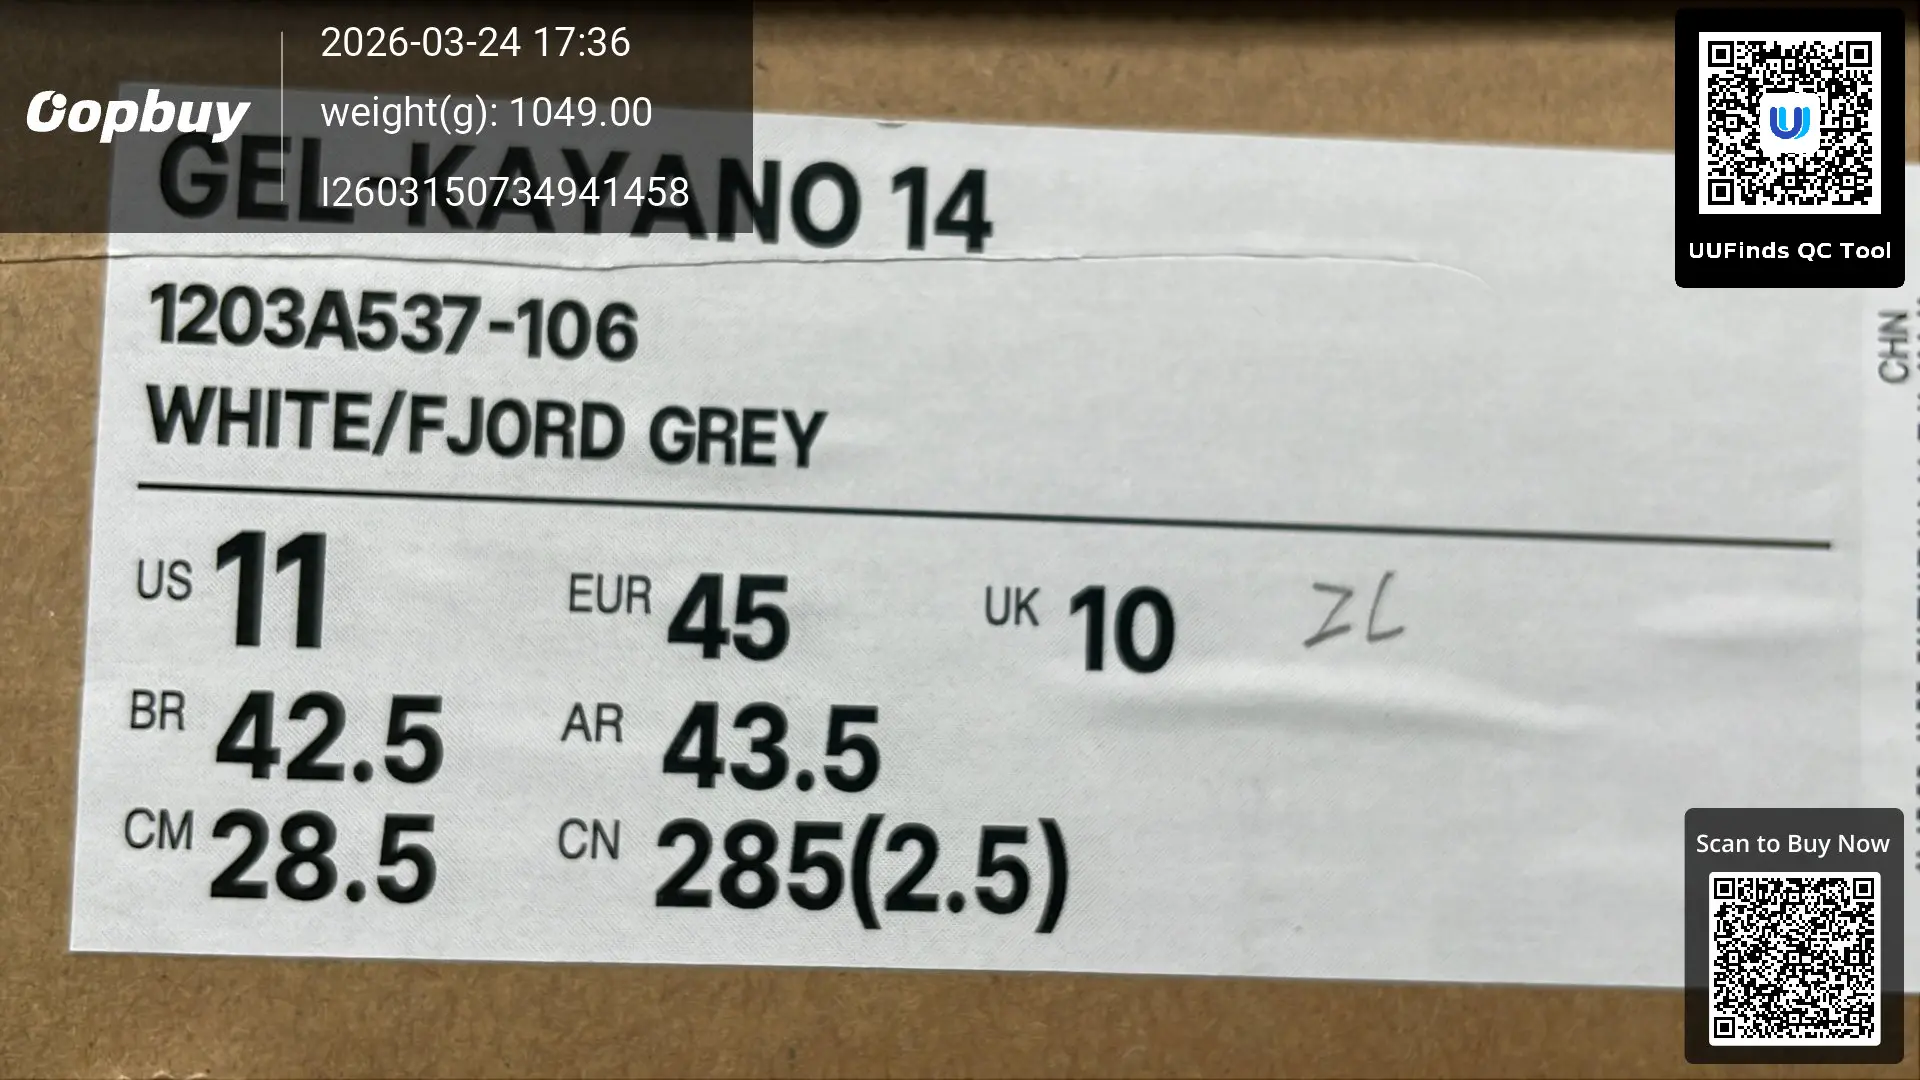 Oopbuy
2026-03-24 17:36
weight(g): 1049.00
I2603150734941458
GEL-KAYANO 14
1203A537-106
WHITE/FJORD GREY
US 11 EUR 45 UK 10 ZL
BR 42.5 AR 43.5
CM 28.5 CN 285(2.5)
CHN
UUFinds QC Tool
Scan to Buy Now